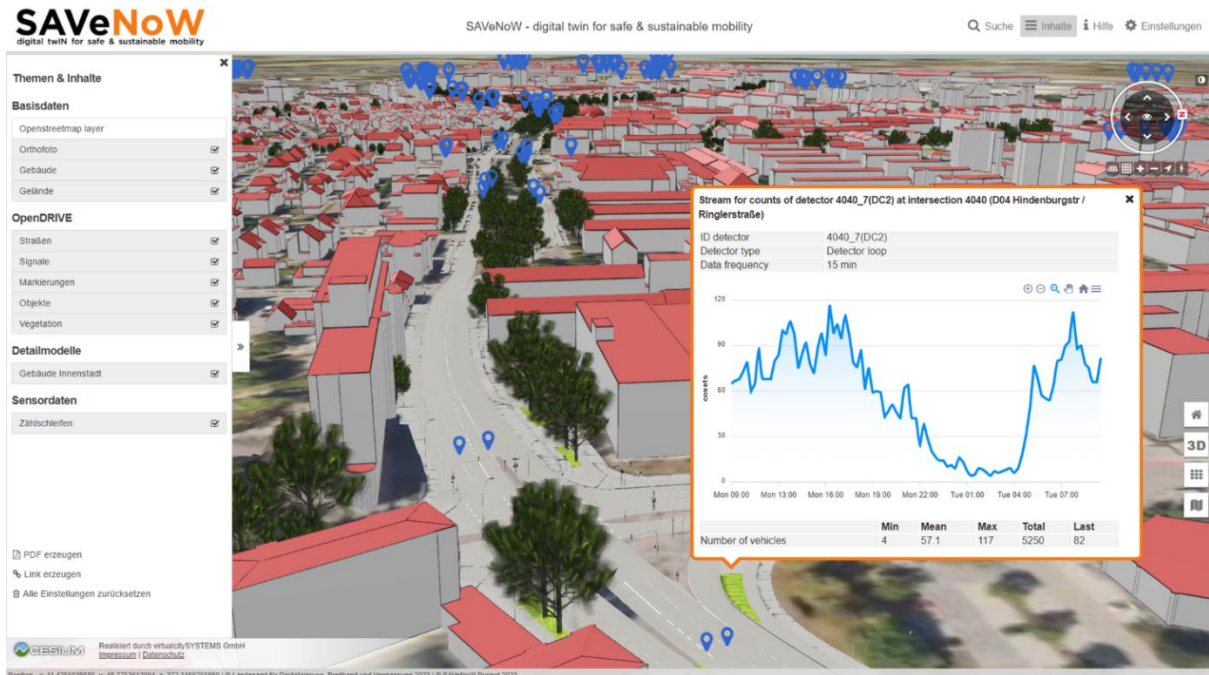 SAVeNoW
digital twIN for safe & sustainable mobility
SAVeNoW - digital twin for safe & sustainable mobility
Suche
Inhalte
Hilfe
Einstellungen
Themen & Inhalte
Basisdaten
Openstreetmap layer
Orthofoto
Gebäude
Gelände
OpenDRIVE
Straßen
Signale
Markierungen
Objekte
Vegetation
Detailmodelle
Gebäude Innenstadt
Sensordaten
Zählschleifen
PDF erzeugen
Link erzeugen
Alle Einstellungen zurücksetzen
CESIUM
Realisiert durch virtualcitySYSTEMS GmbH
Impressum | Datenschutz
Stream for counts of detector 4040_7(DC2) at intersection 4040 (D04 Hindenburgstr /
Ringlerstraße)
ID detector 4040_7(DC2)
Detector type Detector loop
Data frequency 15 min
120
90
60
30
0
counts
Mon 09:00 Mon 13:00 Mon 16:00 Mon 19:00 Mon 22:00 Tue 01:00 Tue 04:00 Tue 07:00
Min Mean Max Total Last
Number of vehicles 4 57.1 117 5250 82
3D